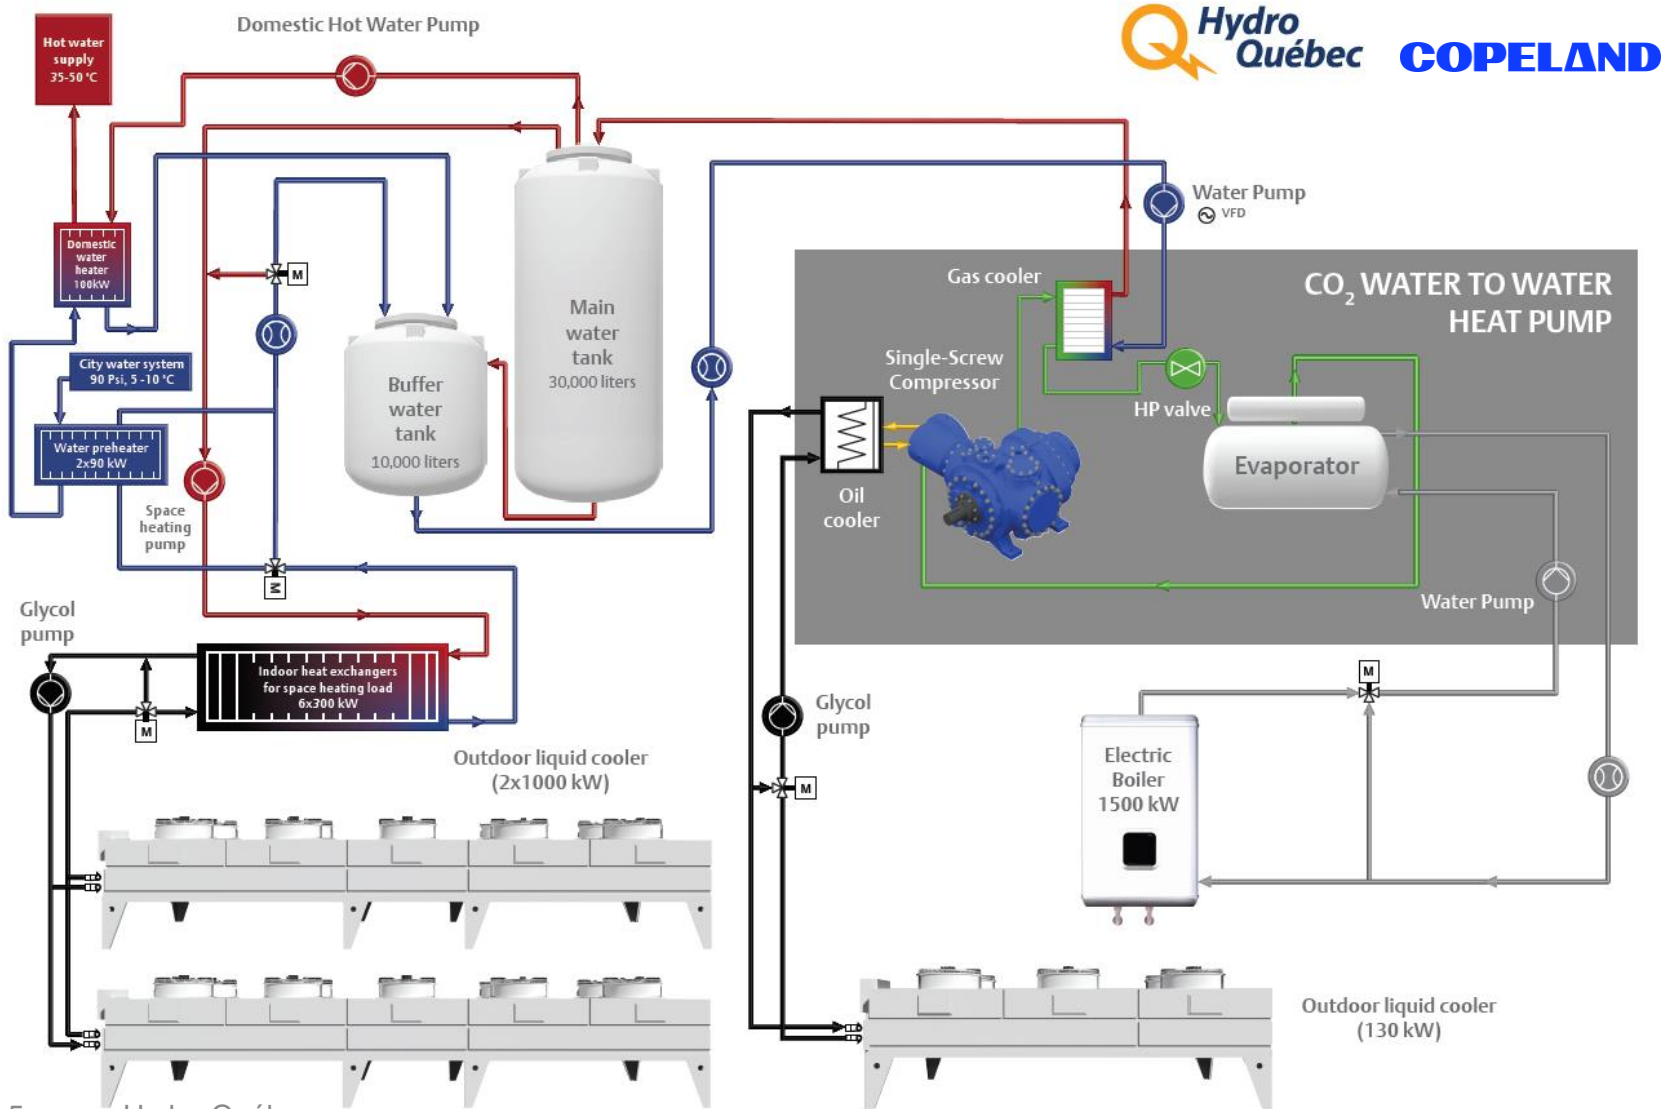 Domestic Hot Water Pump
Hydro
Québec
COPELAND
Hot water
supply
35-50 °C
Water Pump
VFD
Domestic
water
heater
100kW
M
Gas cooler
CO2 WATER TO WATER
HEAT PUMP
Main
water
tank
30,000 liters
City water system
90 Psi, 5 -10 °C
Buffer
water
tank
10,000 liters
Single-Screw
Compressor
HP valve
Water preheater
2x90 kW
Evaporator
Oil
cooler
Space
heating
pump
M
Water Pump
Glycol
pump
Indoor heat exchangers
for space heating load
6x300 kW
M
M
Glycol
pump
Electric
Boiler
1500 kW
Outdoor liquid cooler
(2x1000 kW)
M
Outdoor liquid cooler
(130 kW)